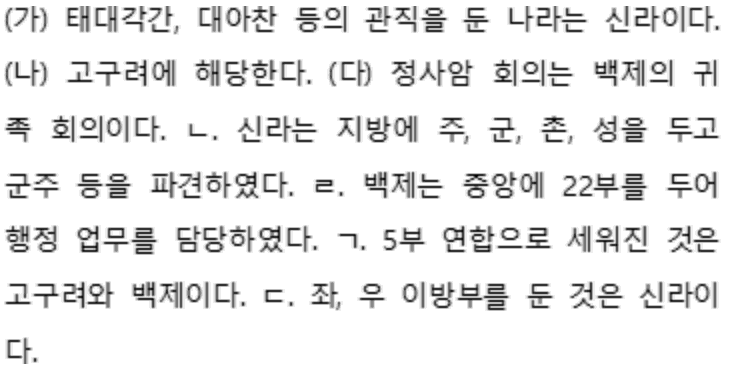 (가) 태대각간, 대아찬 등의 관직을 둔 나라는 신라이다.
(나) 고구려에 해당한다. (다) 정사암 회의는 백제의 귀
족 회의이다. ㄴ. 신라는 지방에 주, 군, 촌, 성을 두고
군주 등을 파견하였다. ㄹ. 백제는 중앙에 22부를 두어
행정 업무를 담당하였다. ㄱ. 5부 연합으로 세워진 것은
고구려와 백제이다. ㄷ. 좌, 우 이방부를 둔 것은 신라이
다.